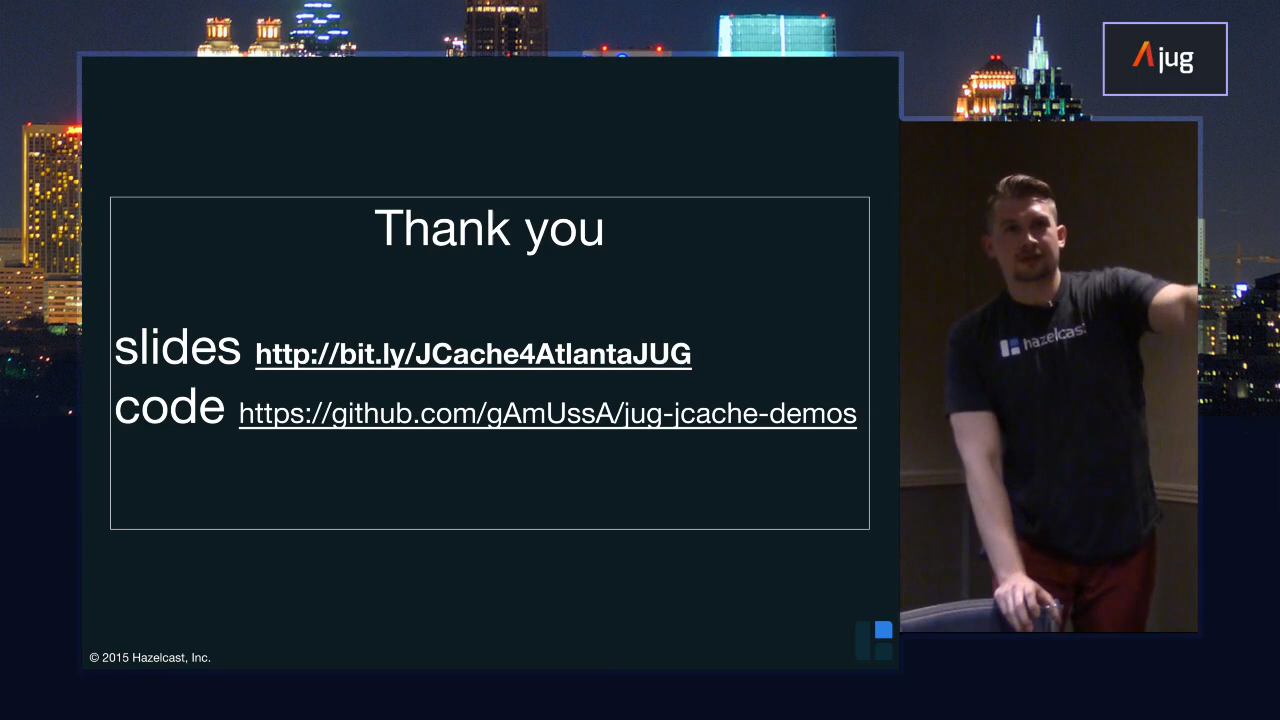 jug
Thank you
slides http://bit.ly/JCache4AtlantaJUG
code https://github.com/gAmUssA/jug-jcache-demos
hazelcast
© 2015 Hazelcast, Inc.